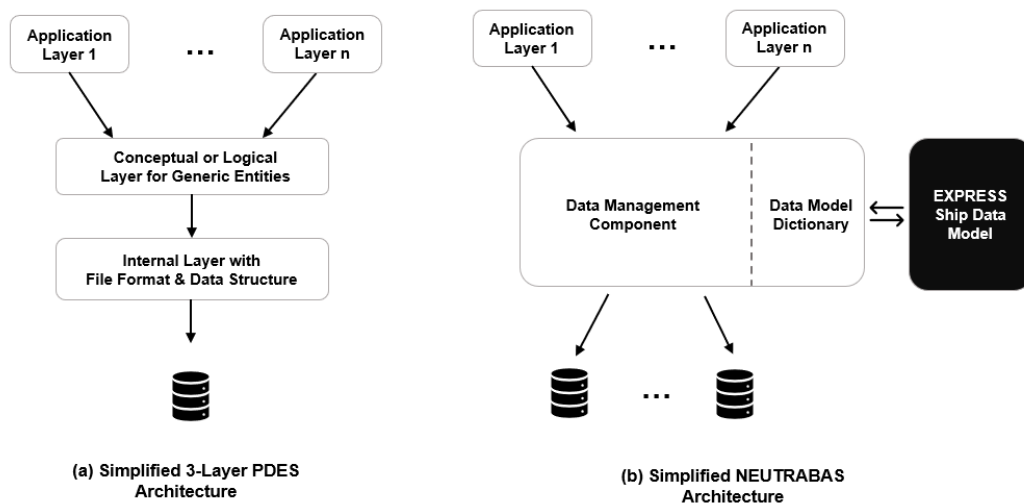 Application
Layer 1
...
Application
Layer n
Conceptual or Logical
Layer for Generic Entities
Internal Layer with
File Format & Data Structure
(a) Simplified 3-Layer PDES
Architecture
Application
Layer 1
...
Application
Layer n
Data Management
Component
Data Model
Dictionary
EXPRESS
Ship Data
Model
...
(b) Simplified NEUTRABAS
Architecture